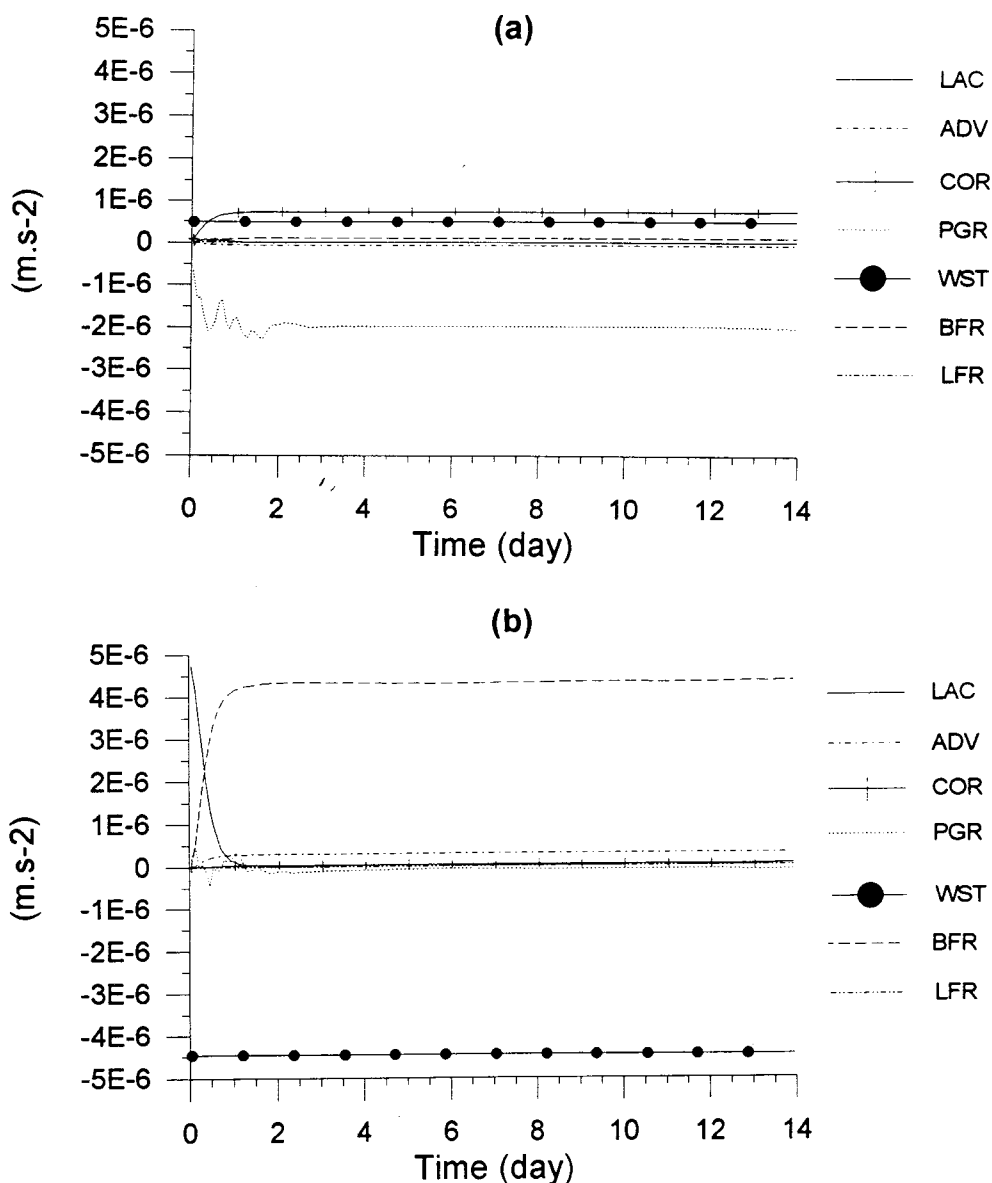 (a)
5E-6
4E-6
3E-6
2E-6
1E-6
0
-1E-6
-2E-6
-3E-6
-4E-6
-5E-6
(m.s-2)
0 2 4 6 8 10 12 14
Time (day)
LAC
ADV
COR
PGR
WST
BFR
LFR
(b)
5E-6
4E-6
3E-6
2E-6
1E-6
0
-1E-6
-2E-6
-3E-6
-4E-6
-5E-6
(m.s-2)
0 2 4 6 8 10 12 14
Time (day)
LAC
ADV
COR
PGR
WST
BFR
LFR